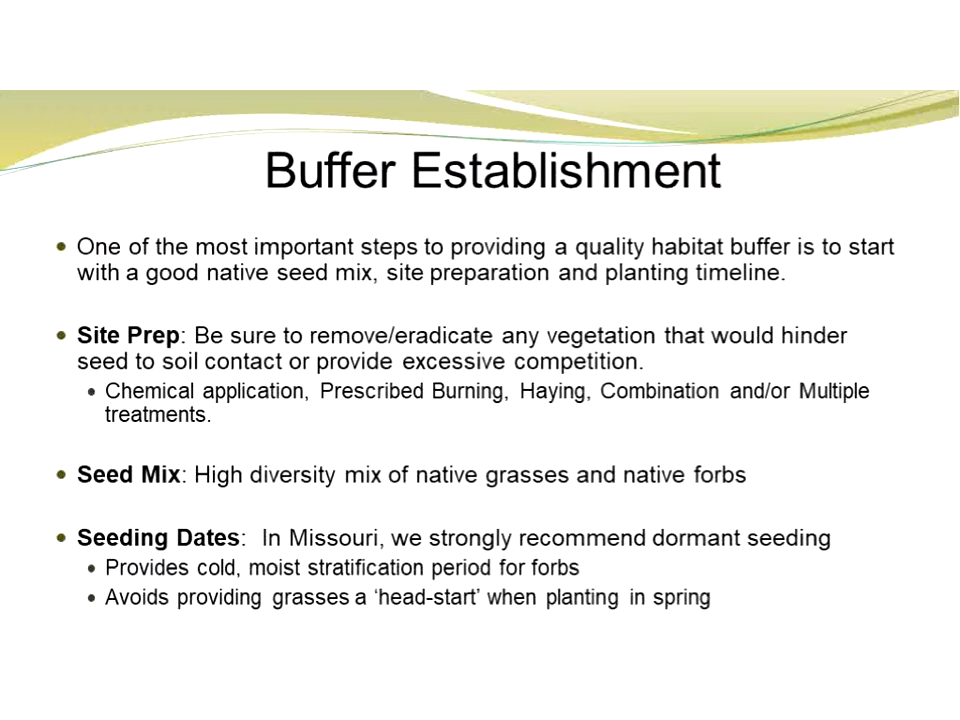 Buffer Establishment
• One of the most important steps to providing a quality habitat buffer is to start
with a good native seed mix, site preparation and planting timeline.
• Site Prep: Be sure to remove/eradicate any vegetation that would hinder
seed to soil contact or provide excessive competition.
• Chemical application, Prescribed Burning, Haying, Combination and/or Multiple
treatments.
• Seed Mix: High diversity mix of native grasses and native forbs
• Seeding Dates: In Missouri, we strongly recommend dormant seeding
• Provides cold, moist stratification period for forbs
• Avoids providing grasses a ‘head-start’ when planting in spring